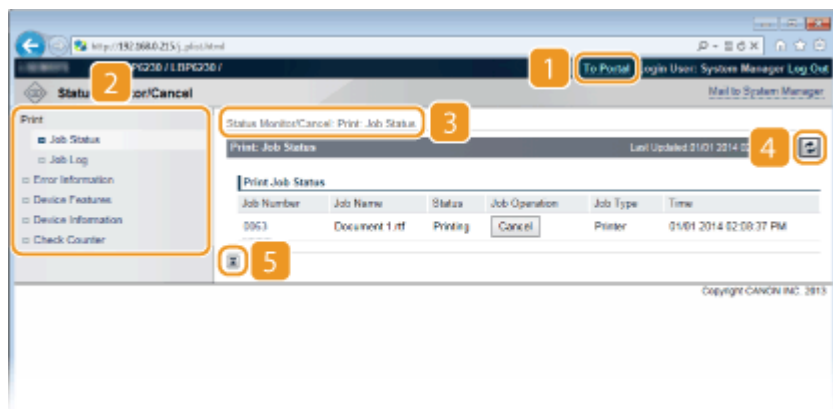 http://192.168.0.215/j_plist.html
LBP6230 / LBP6230 /
1
To Portal Login User: System Manager Log Out
Status Monitor/Cancel
2
Mail to System Manager
Print
Job Status
Job Log
Error Information
Device Features
Device Information
Check Counter
Status Monitor/Cancel: Print: Job Status
3
Print: Job Status
Last Updated 01/01 2014
4
Print Job Status
Job Number Job Name Status Job Operation Job Type Time
0063 Document 1.rtf Printing Cancel Printer 01/01 2014 02:08:37 PM
5
Copyright CANON INC. 2013